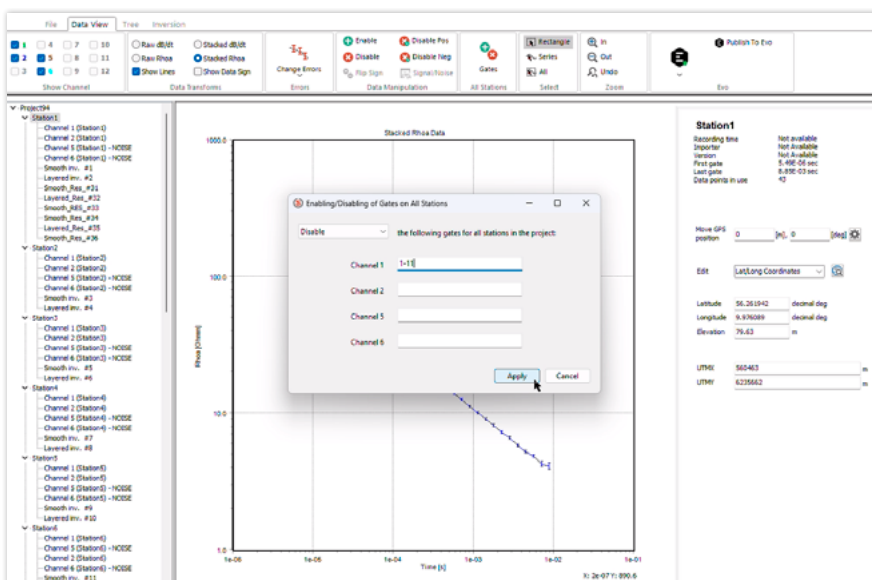 File Data View Tree Inversion
1 4 7 10
2 5 8 11
3 6 9 12
Show Channel
Raw dB/dt Stacked dB/dt
Raw Rhoa Stacked Rhoa
Show Lines Show Data Sign
Data Transforms
Change Errors
Errors
Enable Disable Pos
Disable Disable Neg
Flip Sign Signal/Noise
Data Manipulation
Gates
All Stations
Rectangle
Series
All
Select
In
Out
Undo
Zoom
Publish To Evo
Evo
Project94
Station1
Channel 1 (Station1)
Channel 2 (Station1)
Channel 5 (Station1) - NOISE
Channel 6 (Station1) - NOISE
Smooth inv. #1
Layered inv. #2
Smooth_Res_#31
Layered_Res_#32
Smooth_RES_#33
Smooth_Res_#34
Layered_Res_#35
Smooth_Res_#36
Station2
Channel 1 (Station2)
Channel 2 (Station2)
Channel 5 (Station2) - NOISE
Channel 6 (Station2) - NOISE
Smooth inv. #3
Layered inv. #4
Station3
Channel 1 (Station3)
Channel 2 (Station3)
Channel 5 (Station3) - NOISE
Channel 6 (Station3) - NOISE
Smooth inv. #5
Layered inv. #6
Station4
Channel 1 (Station4)
Channel 2 (Station4)
Channel 5 (Station4) - NOISE
Channel 6 (Station4) - NOISE
Smooth inv. #7
Layered inv. #8
Station5
Channel 1 (Station5)
Channel 2 (Station5)
Channel 5 (Station5) - NOISE
Channel 6 (Station5) - NOISE
Smooth inv. #9
Layered inv. #10
Station6
Channel 1 (Station6)
Channel 5 (Station6) - NOISE
Channel 2 (Station6)
Channel 6 (Station6) - NOISE
Smooth inv. #11
Stacked Rhoa Data
1000.0
100.0
10.0
1.0
Rhoa [Ohmm]
1e-06 1e-05 1e-04 1e-03 1e-02 1e-01
Time [s]
X: 2e-07 Y: 890.6
Enabling/Disabling of Gates on All Stations
Disable the following gates for all stations in the project:
Channel 1 1-11
Channel 2
Channel 5
Channel 6
Apply Cancel
Station1
Recording time Not available
Importer Not Available
Version Not Available
First gate 5.49E-06 sec
Last gate 8.85E-03 sec
Data points in use 43
Move GPS position 0 [m], 0 [deg]
Edit Lat/Long Coordinates
Latitude 56.261942 decimal deg
Longitude 9.976089 decimal deg
Elevation 79.63 m
UTMX 560463 m
UTMY 6235662 m